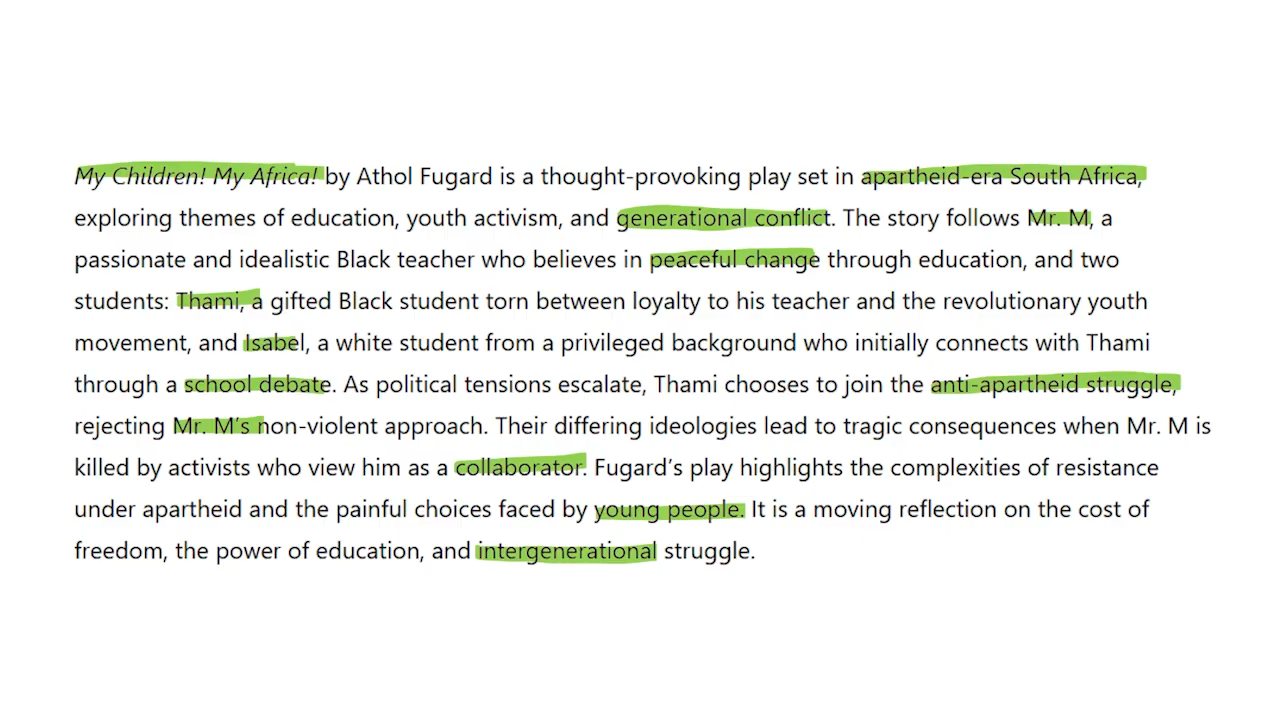 My Children! My Africa! by Athol Fugard is a thought-provoking play set in apartheid-era South Africa,
exploring themes of education, youth activism, and generational conflict. The story follows Mr. M, a
passionate and idealistic Black teacher who believes in peaceful change through education, and two
students: Thami, a gifted Black student torn between loyalty to his teacher and the revolutionary youth
movement, and Isabel, a white student from a privileged background who initially connects with Thami
through a school debate. As political tensions escalate, Thami chooses to join the anti-apartheid struggle,
rejecting Mr. M’s non-violent approach. Their differing ideologies lead to tragic consequences when Mr. M is
killed by activists who view him as a collaborator. Fugard’s play highlights the complexities of resistance
under apartheid and the painful choices faced by young people. It is a moving reflection on the cost of
freedom, the power of education, and intergenerational struggle.